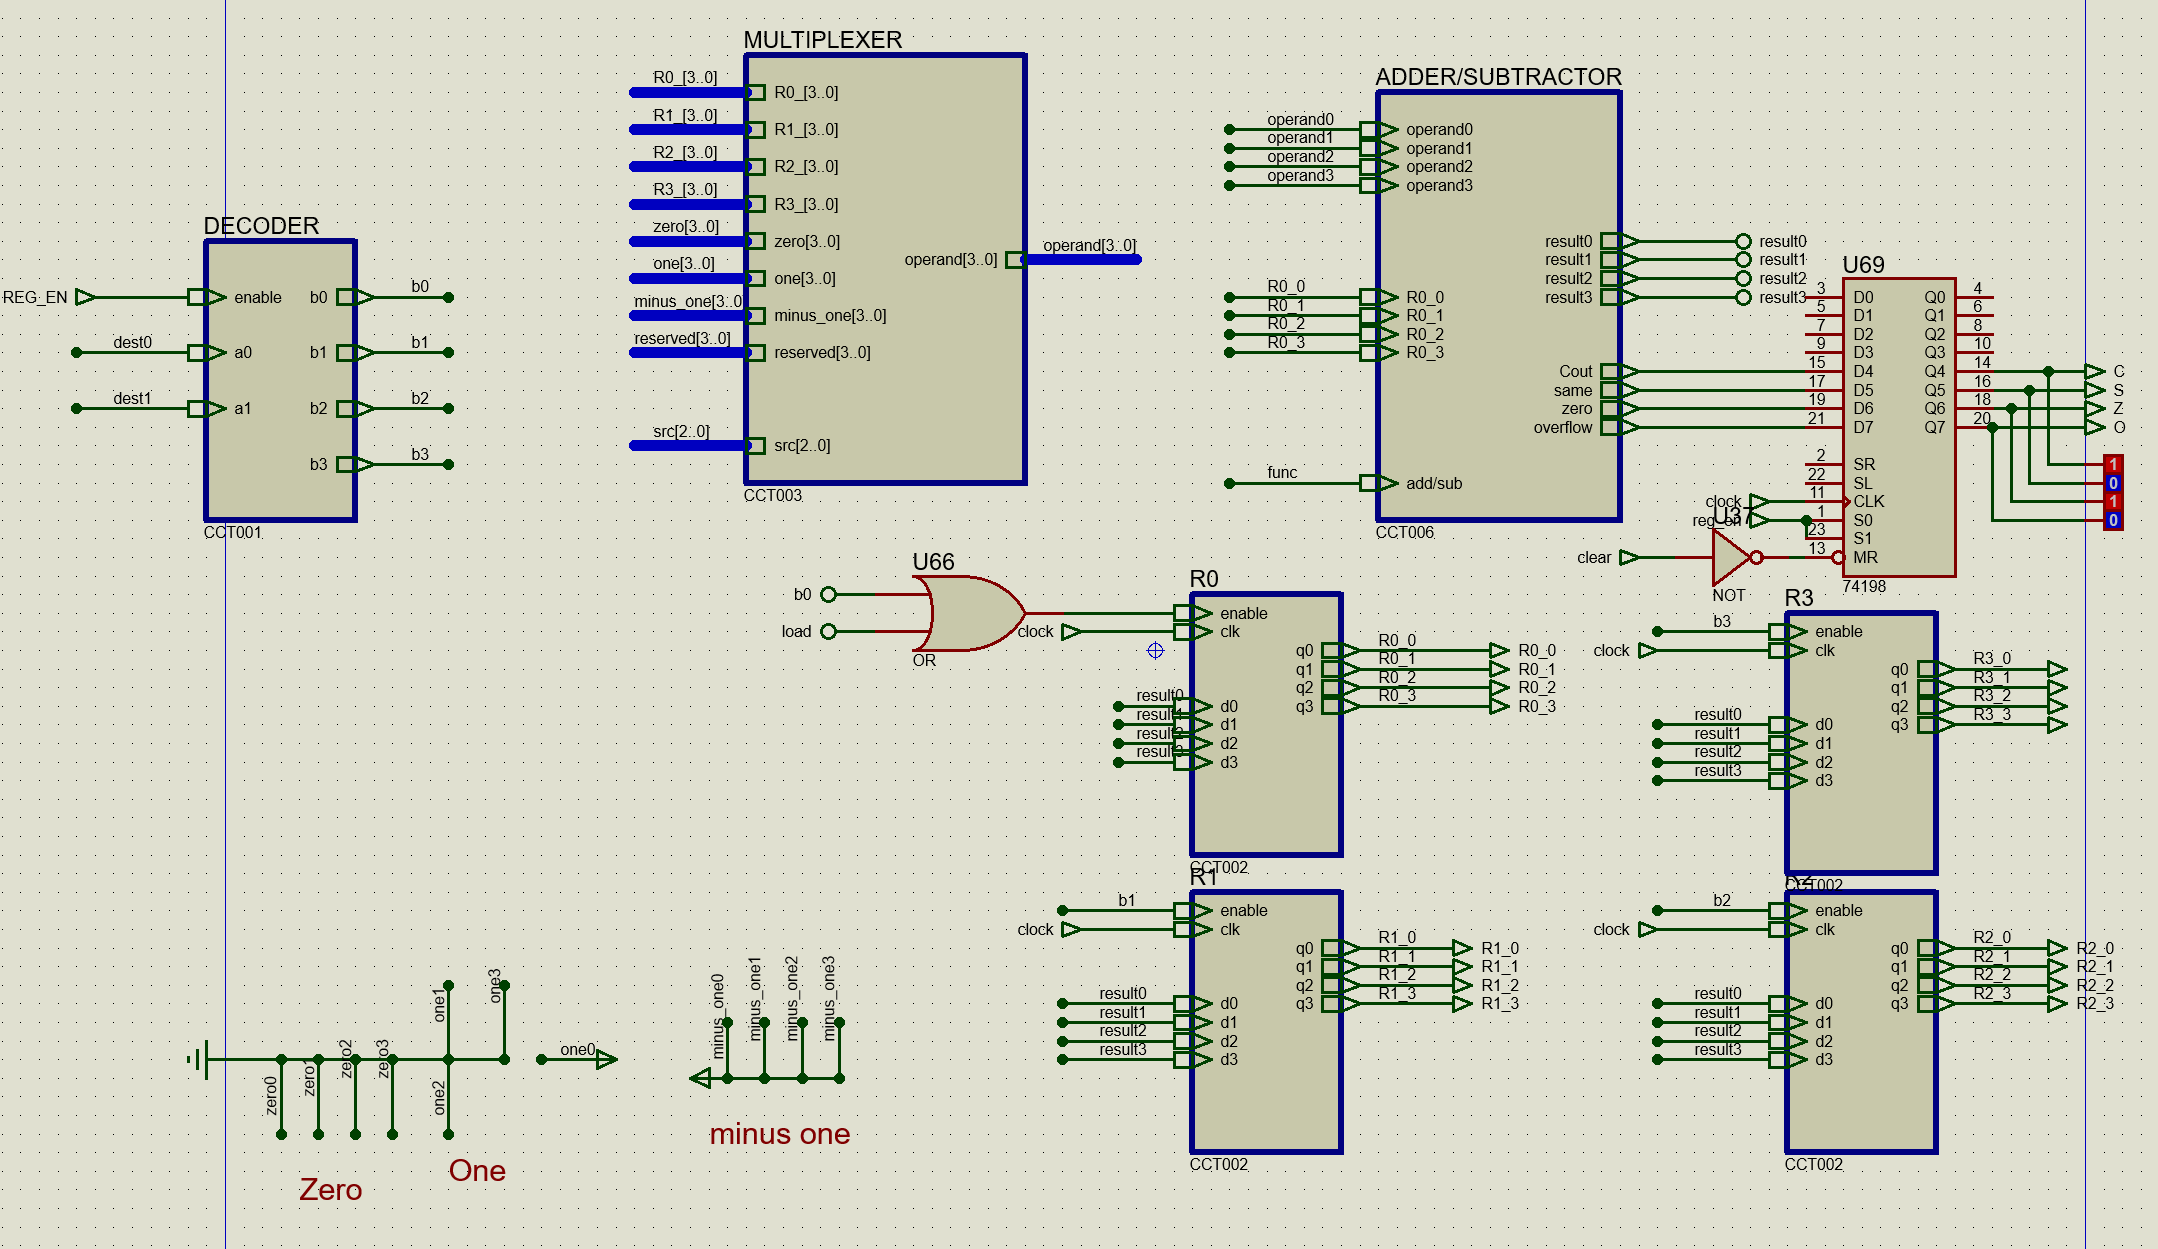 MULTIPLEXER
R0_[3..0]
R0_[3..0]
R1_[3..0]
R1_[3..0]
R2_[3..0]
R2_[3..0]
R3_[3..0]
R3_[3..0]
zero[3..0]
zero[3..0]
one[3..0]
one[3..0]
minus_one[3..0]
minus_one[3..0]
reserved[3..0]
reserved[3..0]
src[2..0]
src[2..0]
operand[3..0]
operand[3..0]
CCT003
DECODER
REG_EN
enable
b0
b0
dest0
a0
b1
b1
dest1
a1
b2
b2
b3
b3
CCT001
ADDER/SUBTRACTOR
operand0
operand0
operand1
operand1
operand2
operand2
operand3
operand3
R0_0
R0_0
R0_1
R0_1
R0_2
R0_2
R0_3
R0_3
func
add/sub
result0
result0
result1
result1
result2
result2
result3
result3
Cout
same
zero
overflow
CCT006
U69
3 D0 Q0 4
5 D1 Q1 6
7 D2 Q2 8
9 D3 Q3 10
15 D4 Q4 14 C
17 D5 Q5 16 S
19 D6 Q6 18 Z
21 D7 Q7 20 O
2 SR 1
22 SL 0
clock 11 CLK 1
reg_en 1 S0 0
23 S1
clear 13 MR
U37
NOT
74198
U66
b0
load
OR
R0
enable
clock clk
q0 R0_0 R0_0
q1 R0_1 R0_1
q2 R0_2 R0_2
q3 R0_3 R0_3
result0 d0
result1 d1
result2 d2
result3 d3
CCT002
R3
b3 enable
clock clk
q0 R3_0
q1 R3_1
q2 R3_2
q3 R3_3
result0 d0
result1 d1
result2 d2
result3 d3
CCT002
R1
b1 enable
clock clk
q0 R1_0 R1_0
q1 R1_1 R1_1
q2 R1_2 R1_2
q3 R1_3 R1_3
result0 d0
result1 d1
result2 d2
result3 d3
CCT002
R2
b2 enable
clock clk
q0 R2_0 R2_0
q1 R2_1 R2_1
q2 R2_2 R2_2
q3 R2_3 R2_3
result0 d0
result1 d1
result2 d2
result3 d3
CCT002
zero0
zero1
zero2
zero3
one1
one2
one3
one0
Zero
One
minus_one0
minus_one1
minus_one2
minus_one3
minus one